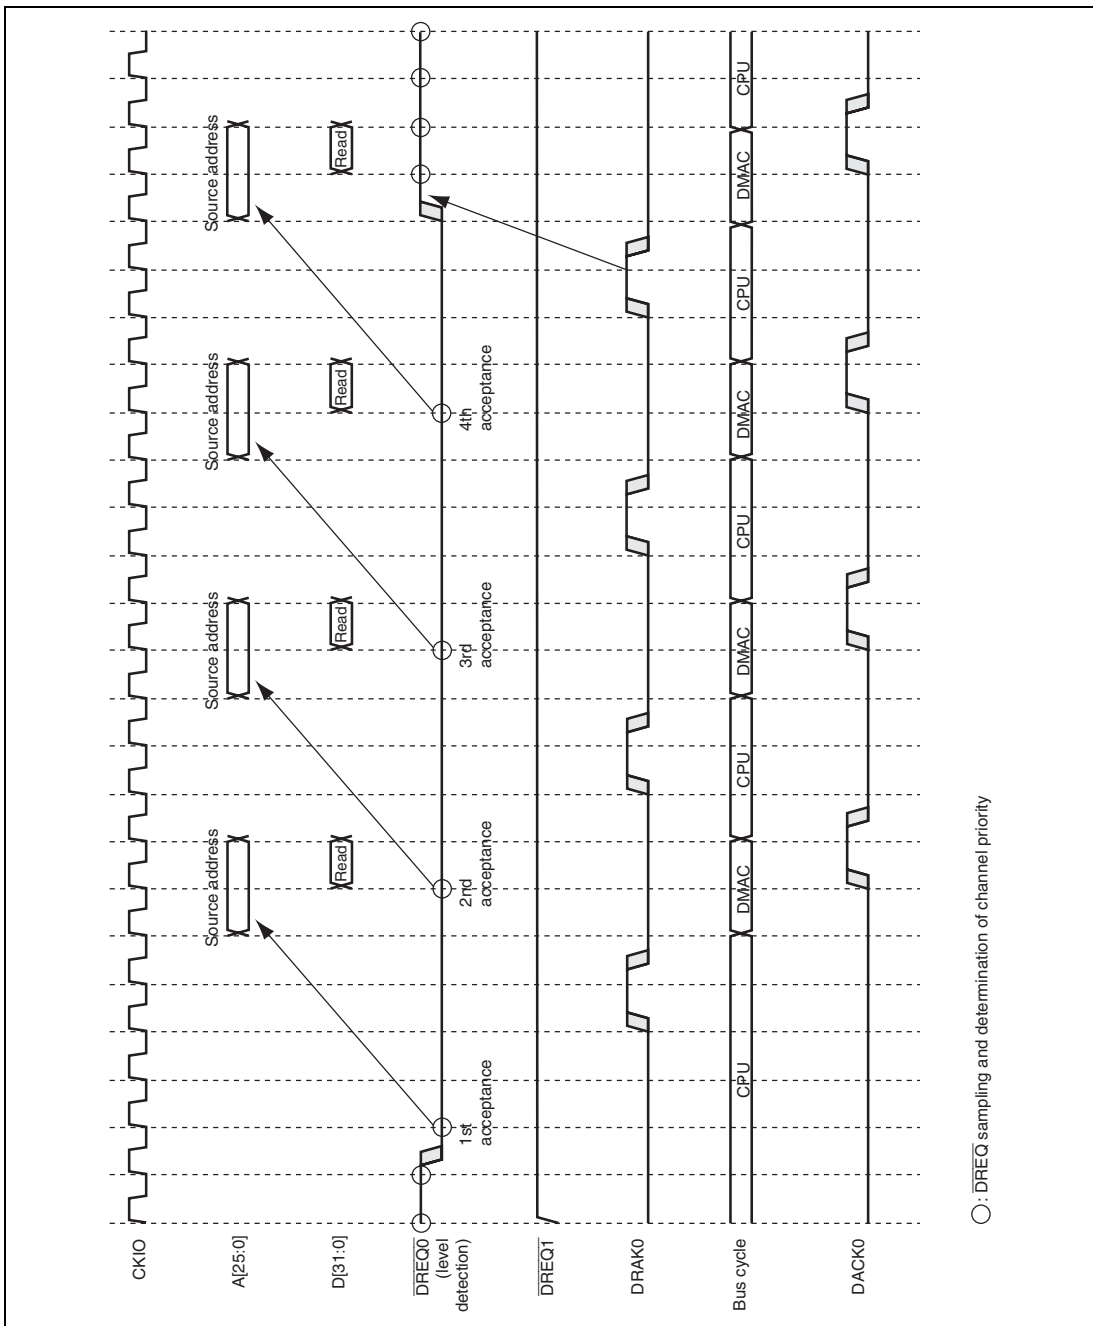 CKIO
Source address
Source address
Source address
Source address
A[25:0]
Read
Read
Read
Read
D[31:0]
DREQ0
(level
detection)
1st
acceptance
2nd
acceptance
3rd
acceptance
4th
acceptance
DREQ1
DRAK0
Bus cycle
CPU
DMAC
CPU
DMAC
CPU
DMAC
CPU
DMAC
CPU
DACK0
: DREQ sampling and determination of channel priority